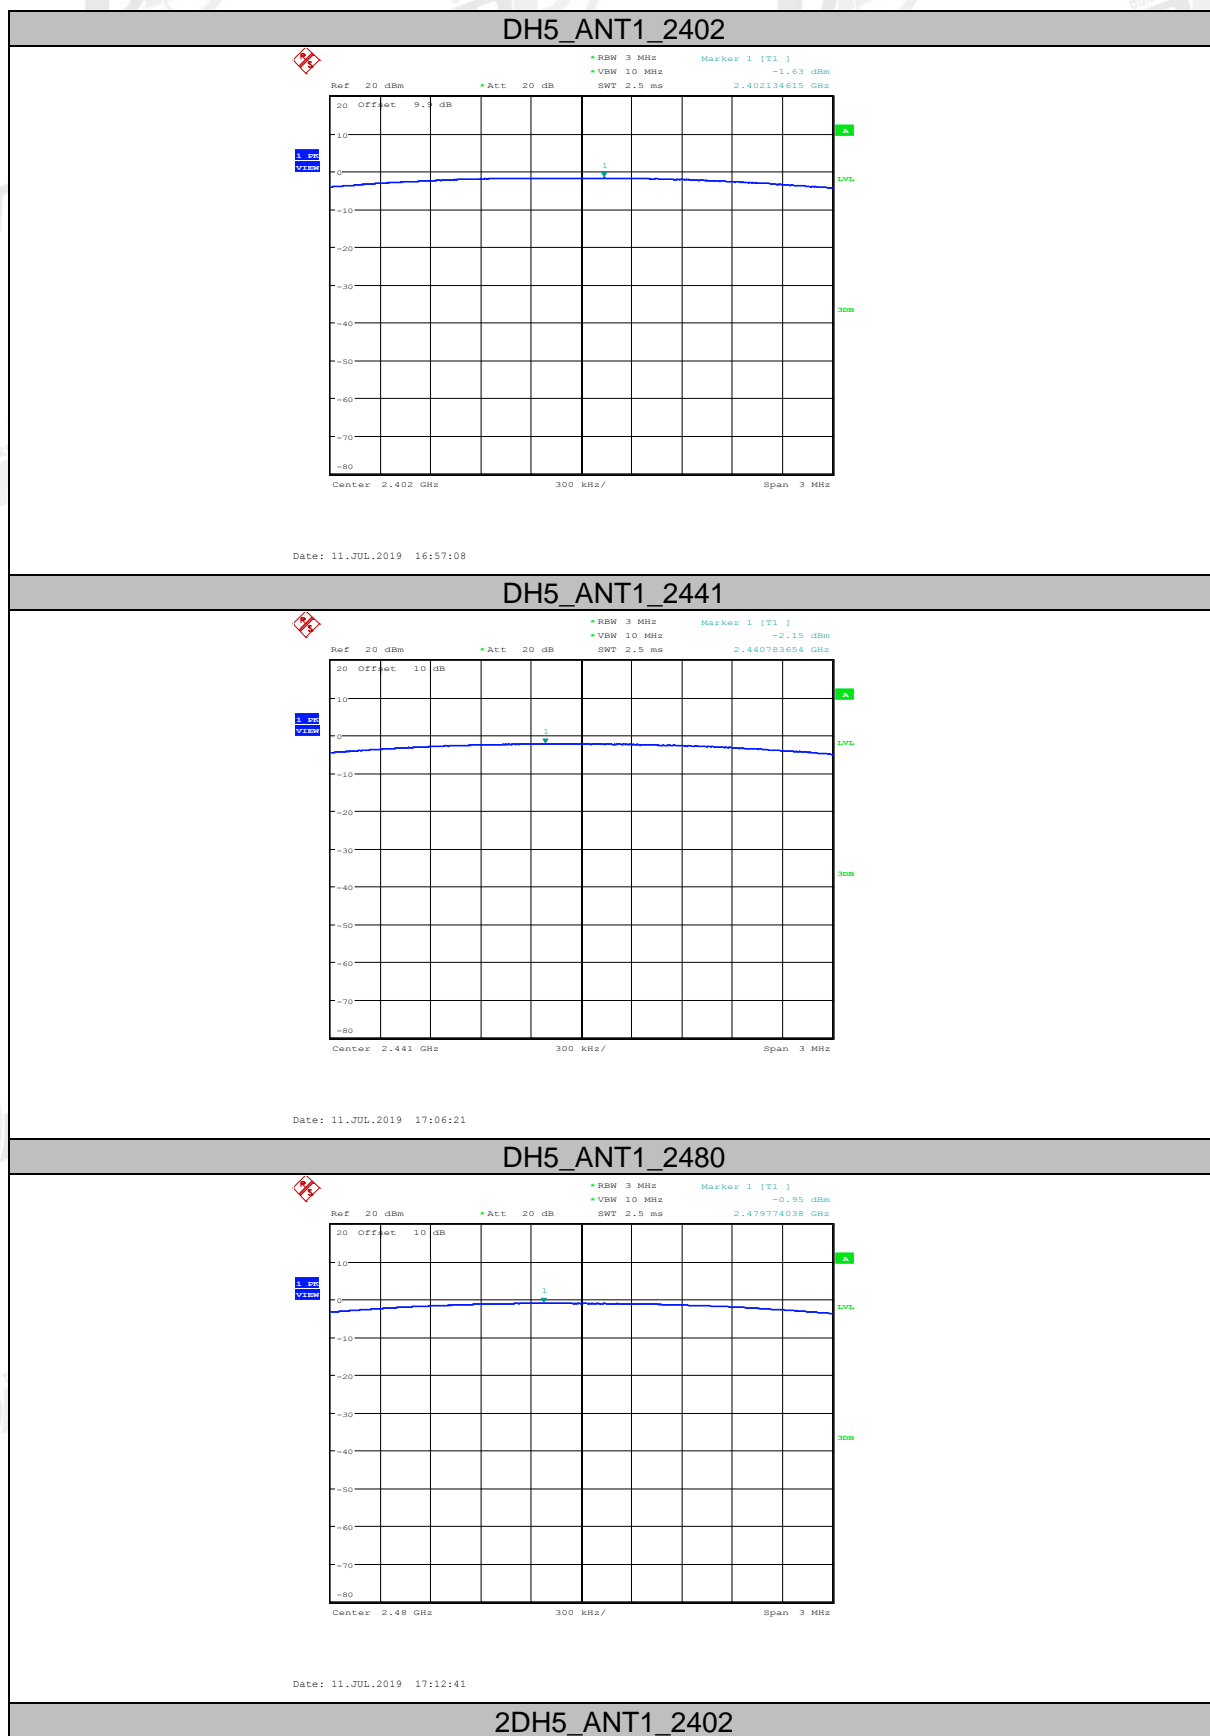 DH5_ANT1_2402
*RBW 3 MHz Marker 1 [T1 ]
*VBW 10 MHz -1.63 dBm
Ref 20 dBm *Att 20 dB SWT 2.5 ms 2.402134615 GHz
20 Offset 9.9 dB
A
10
1 PK
VIEW
1
0
LVL
-10
-20
-30
3DB
-40
-50
-60
-70
-80
Center 2.402 GHz 300 kHz/ Span 3 MHz
Date: 11.JUL.2019 16:57:08
DH5_ANT1_2441
*RBW 3 MHz Marker 1 [T1 ]
*VBW 10 MHz -2.15 dBm
Ref 20 dBm *Att 20 dB SWT 2.5 ms 2.440783654 GHz
20 Offset 10 dB
A
10
1 PK
VIEW
1
0
LVL
-10
-20
-30
3DB
-40
-50
-60
-70
-80
Center 2.441 GHz 300 kHz/ Span 3 MHz
Date: 11.JUL.2019 17:06:21
DH5_ANT1_2480
*RBW 3 MHz Marker 1 [T1 ]
*VBW 10 MHz -0.95 dBm
Ref 20 dBm *Att 20 dB SWT 2.5 ms 2.479774038 GHz
20 Offset 10 dB
A
10
1 PK
VIEW
1
0
LVL
-10
-20
-30
3DB
-40
-50
-60
-70
-80
Center 2.48 GHz 300 kHz/ Span 3 MHz
Date: 11.JUL.2019 17:12:41
2DH5_ANT1_2402